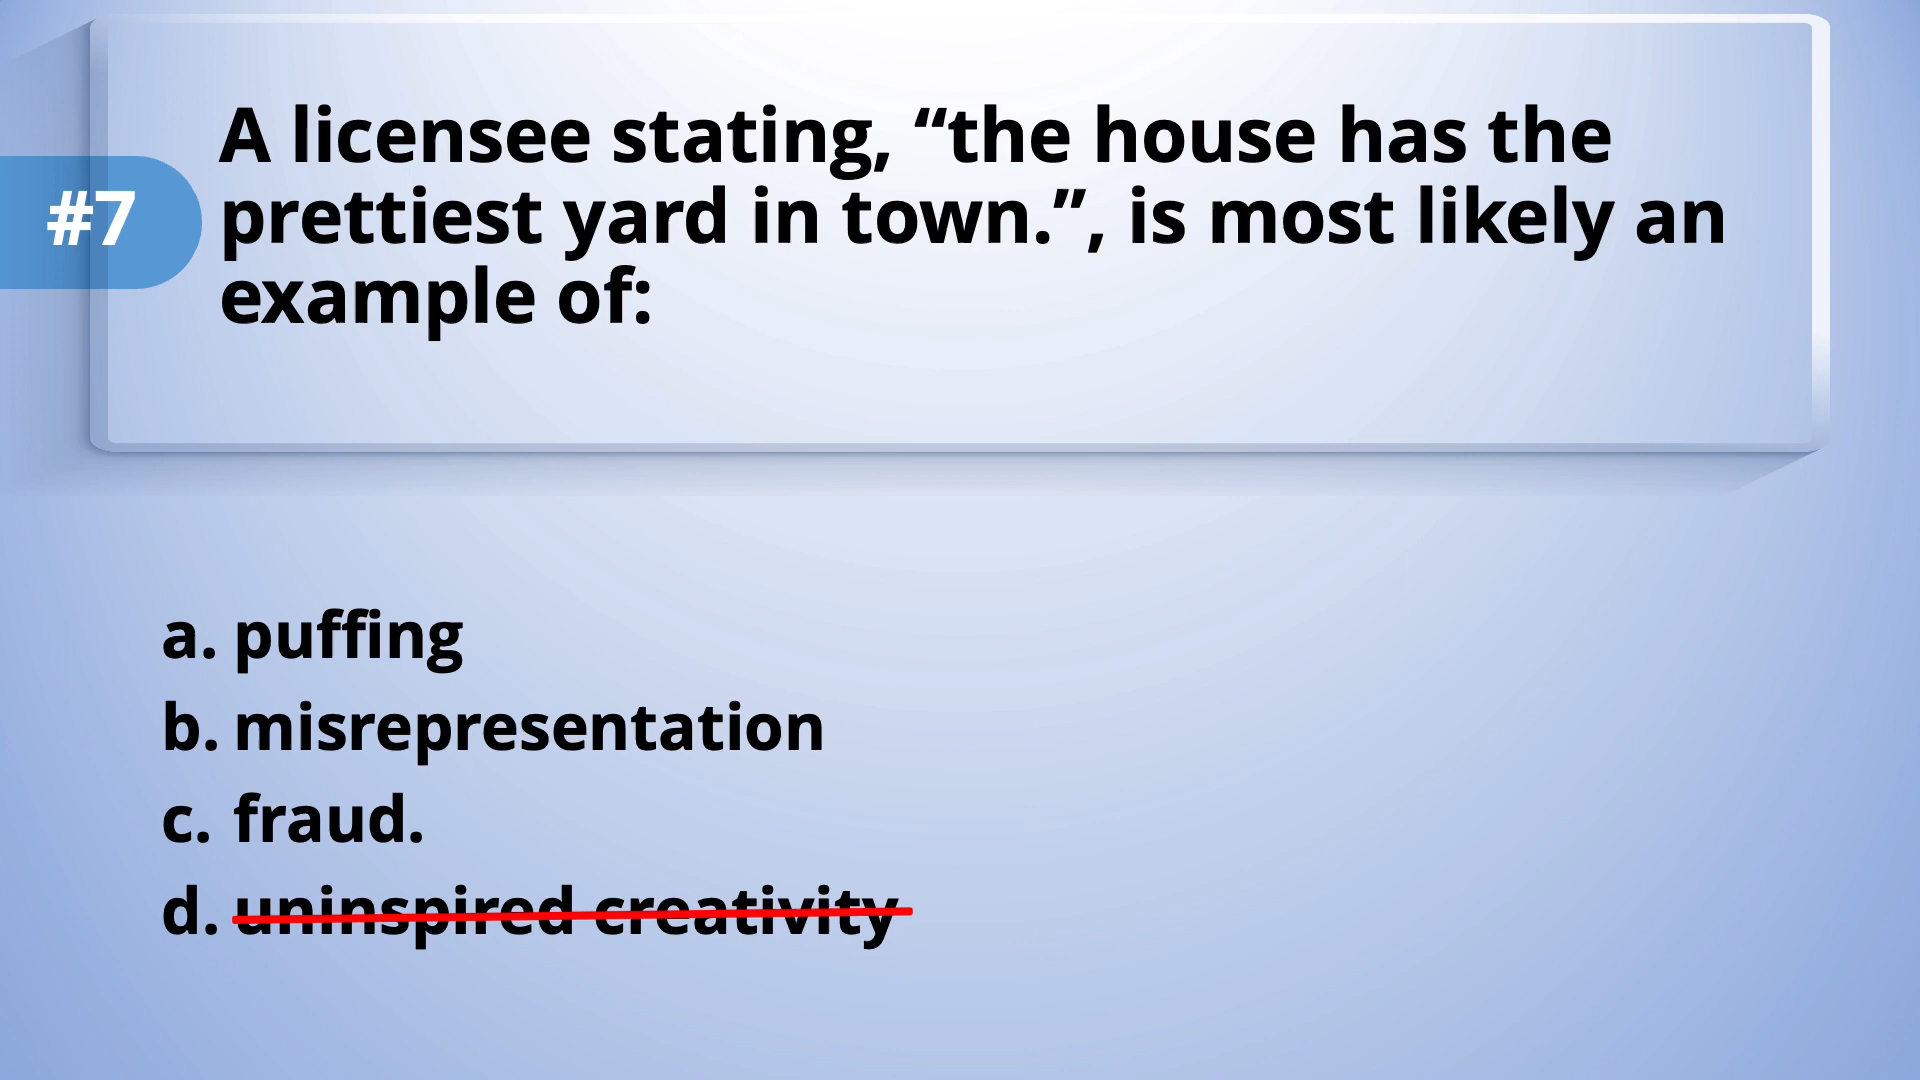 A licensee stating, “the house has the
#7
prettiest yard in town.”, is most likely an
example of:
a. puffing
b. misrepresentation
c. fraud.
d. uninspired creativity